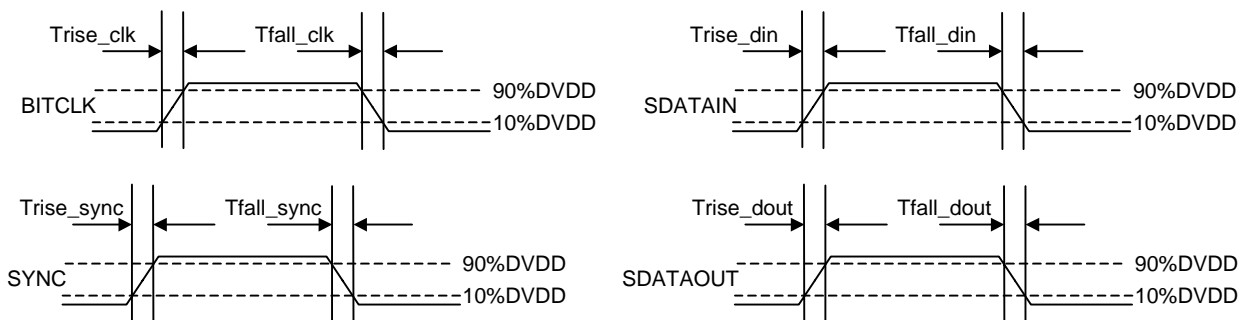 Trise_clk
Tfall_clk
90%DVDD
BITCLK
10%DVDD
Trise_din
Tfall_din
90%DVDD
SDATAIN
10%DVDD
Trise_sync
Tfall_sync
90%DVDD
SYNC
10%DVDD
Trise_dout
Tfall_dout
90%DVDD
SDATAOUT
10%DVDD